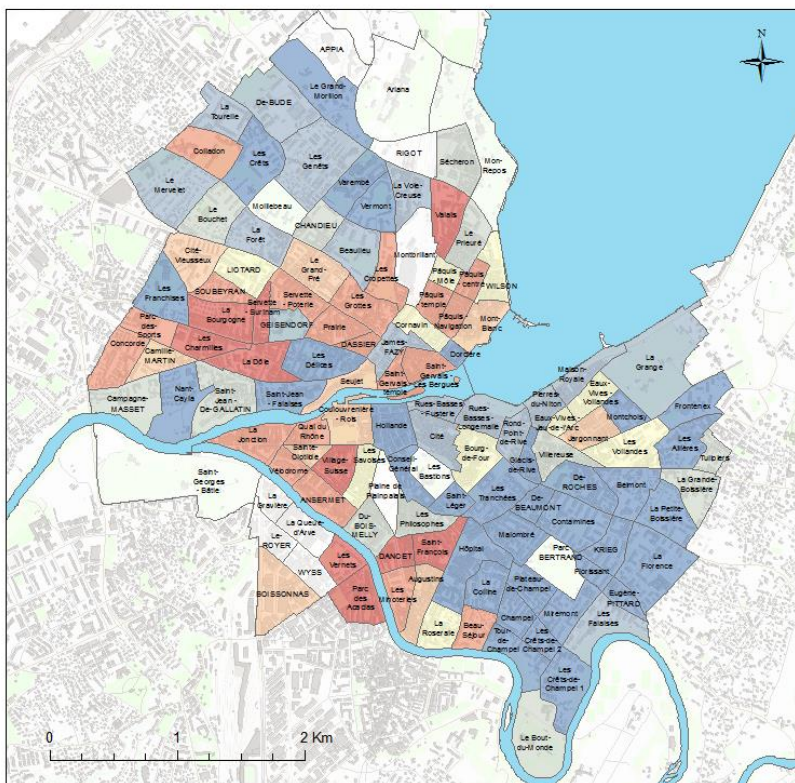 N
APPIA
Ariana
Le Grand-
Morillon
De-BUDE
La
Tourelle
Colladon
Les
Crêts
Les
Genêts
RIGOT
Sécheron
Mon-
Repos
Le
Mervelet
Varembé
Vermont
La Voie-
Creuse
Valais
Le
Bouchet
Moillebeau
La
Forêt
CHANDIEU
Beaulieu
Montbrillant
Le
Prieuré
Cité-
Vieusseux
LIOTARD
Le
Grand-
Pré
Les
Cropettes
Pâquis
-Môle
Pâquis
centre
WILSON
Les
Franchises
SOUBEYRAN
Servette-
Poterie
Les
Grottes
Pâquis
temple
Servette
-Surinam
La
Bourgogne
GEISENDORF
Prairie
Cornavin
Pâquis-
Navigation
Mont-
Blanc
Parc
des-
Sports
Concorde
Les
Charmilles
DASSIER
James-
FAZY
Dorcière
Camille-
MARTIN
La Dôle
Les
Délices
Saint-
Gervais
temple
Saint-
Gervais -
Les Bergues
Campagne-
MASSET
Nant-
Cayla
Saint-
Jean-
De-GALLATIN
Saint-Jean
- Falaises
Seujet
Coulouvrenière
- Rois
Rues-Basses
-Fusterie
Rues-
Basses-
Longemalle
Rond-
Point-
de-Rive
Pierres-
du-Niton
Maison-
Royale
La
Grange
Eaux-
Vives-
Vollandes
Eaux-Vives-
Jeu-de-l'Arc
Montchoisy
Frontenex
Jargonnant
Les
Vollandes
Les
Allières
Tulipiers
La
Jonction
Quai du
Rhône
Sainte-
Clotilde
Hollande
Cité
Bourg-
de-Four
Glacis
de-Rive
Villereuse
La Grande-
Boissière
Saint-
Georges
-Bâtie
Vélodrome
Village-
Suisse
Les
Savoises
Conseil-
Général
Les
Bastions
Plaine de
Plainpalais
Saint-
Léger
Les
Tranchées
De-
ROCHES
De-
BEAUMONT
Belmont
La Petite-
Boissière
ANSERMET
La
Gravière
La Queue-
d'Arve
Du-
BOIS-
MELLY
Les
Philosophes
Malombré
Contamines
KRIEG
Le-
ROYER
WYSS
Les
Vernets
DANCET
Saint-
François
Hôpital
Parc
BERTRAND
Florissant
La
Florence
BOISSONNAS
Parc
des
Acacias
Les
Minoteries
Augustins
La
Colline
Plateau-
de-Champel
Eugène-
PITTARD
La
Roseraie
Beau-
Séjour
Champel
Miremont
Les
Falaises
Tour-
de-
Champel
Les
Crêts-de-
Champel 2
Les
Crêts-de-
Champel 1
Le Bout-
du-Monde
0 1 2 Km